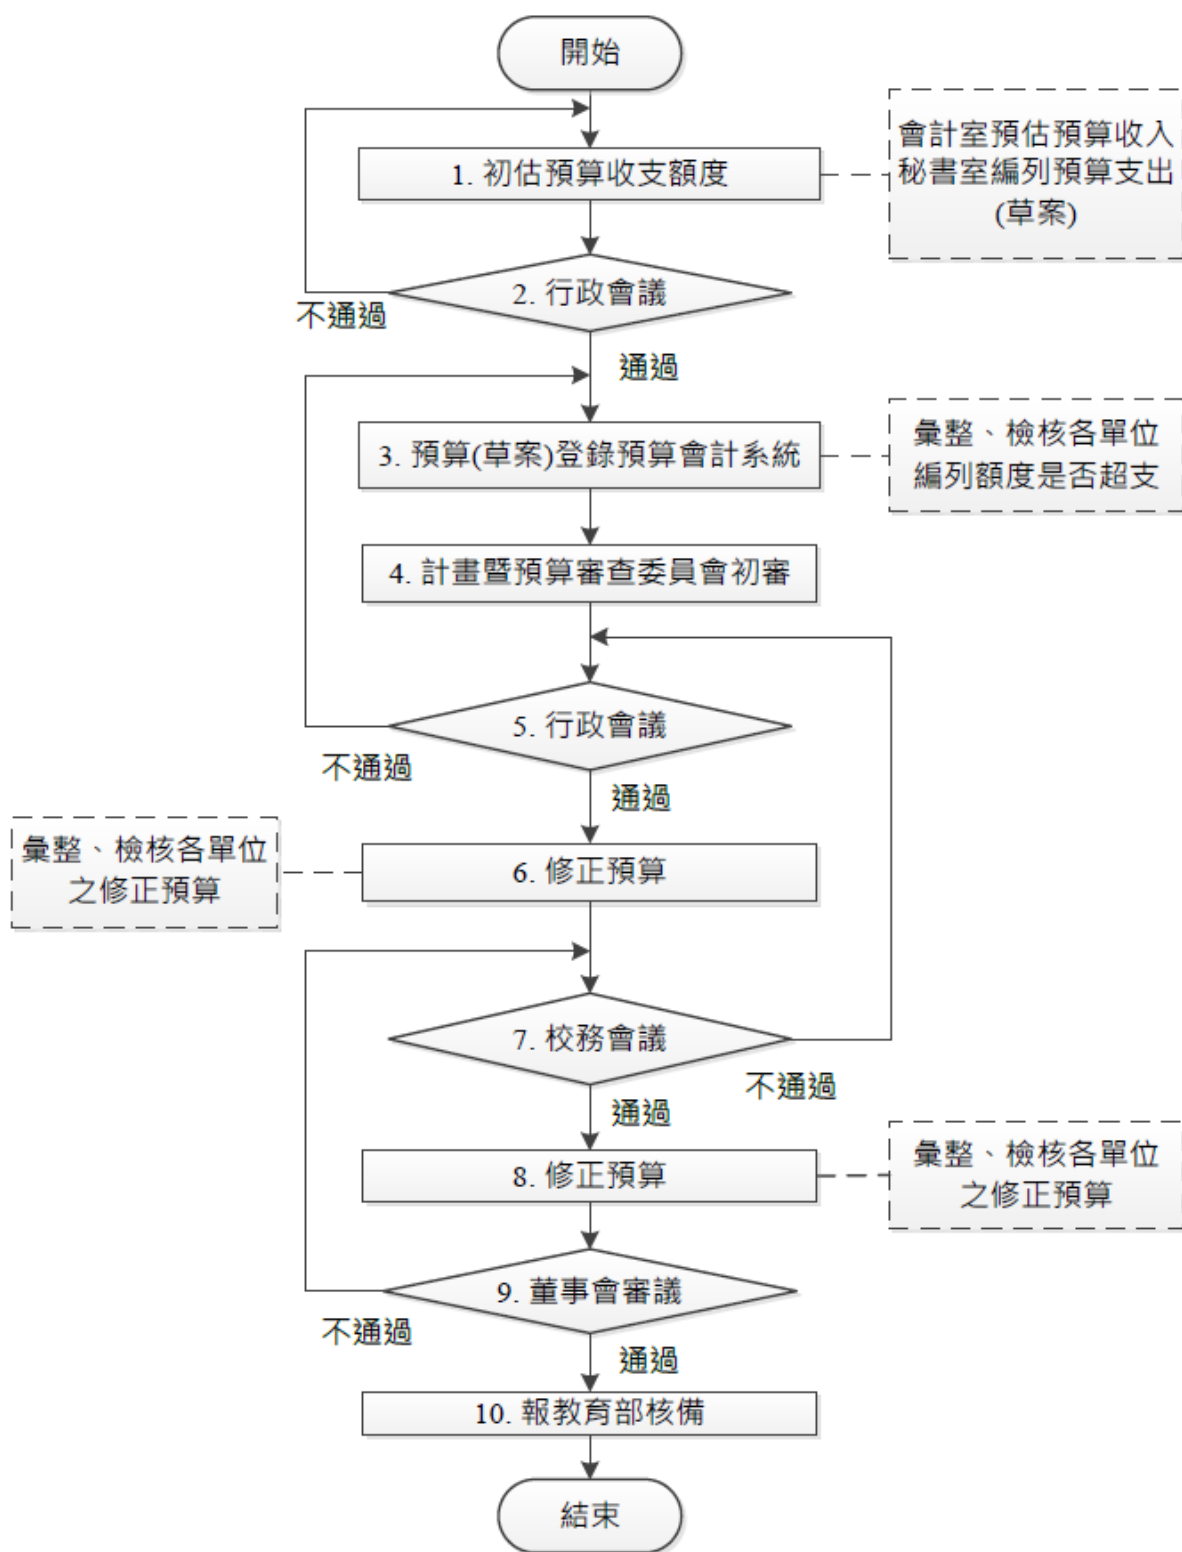 開始
會計室預估預算收入
秘書室編列預算支出
(草案)
1. 初估預算收支額度
2. 行政會議
不通過
通過
3. 預算(草案)登錄預算會計系統
彙整、檢核各單位
編列額度是否超支
4. 計畫暨預算審查委員會初審
5. 行政會議
不通過
通過
彙整、檢核各單位
之修正預算
6. 修正預算
7. 校務會議
不通過
通過
8. 修正預算
彙整、檢核各單位
之修正預算
9. 董事會審議
不通過
通過
10. 報教育部核備
結束